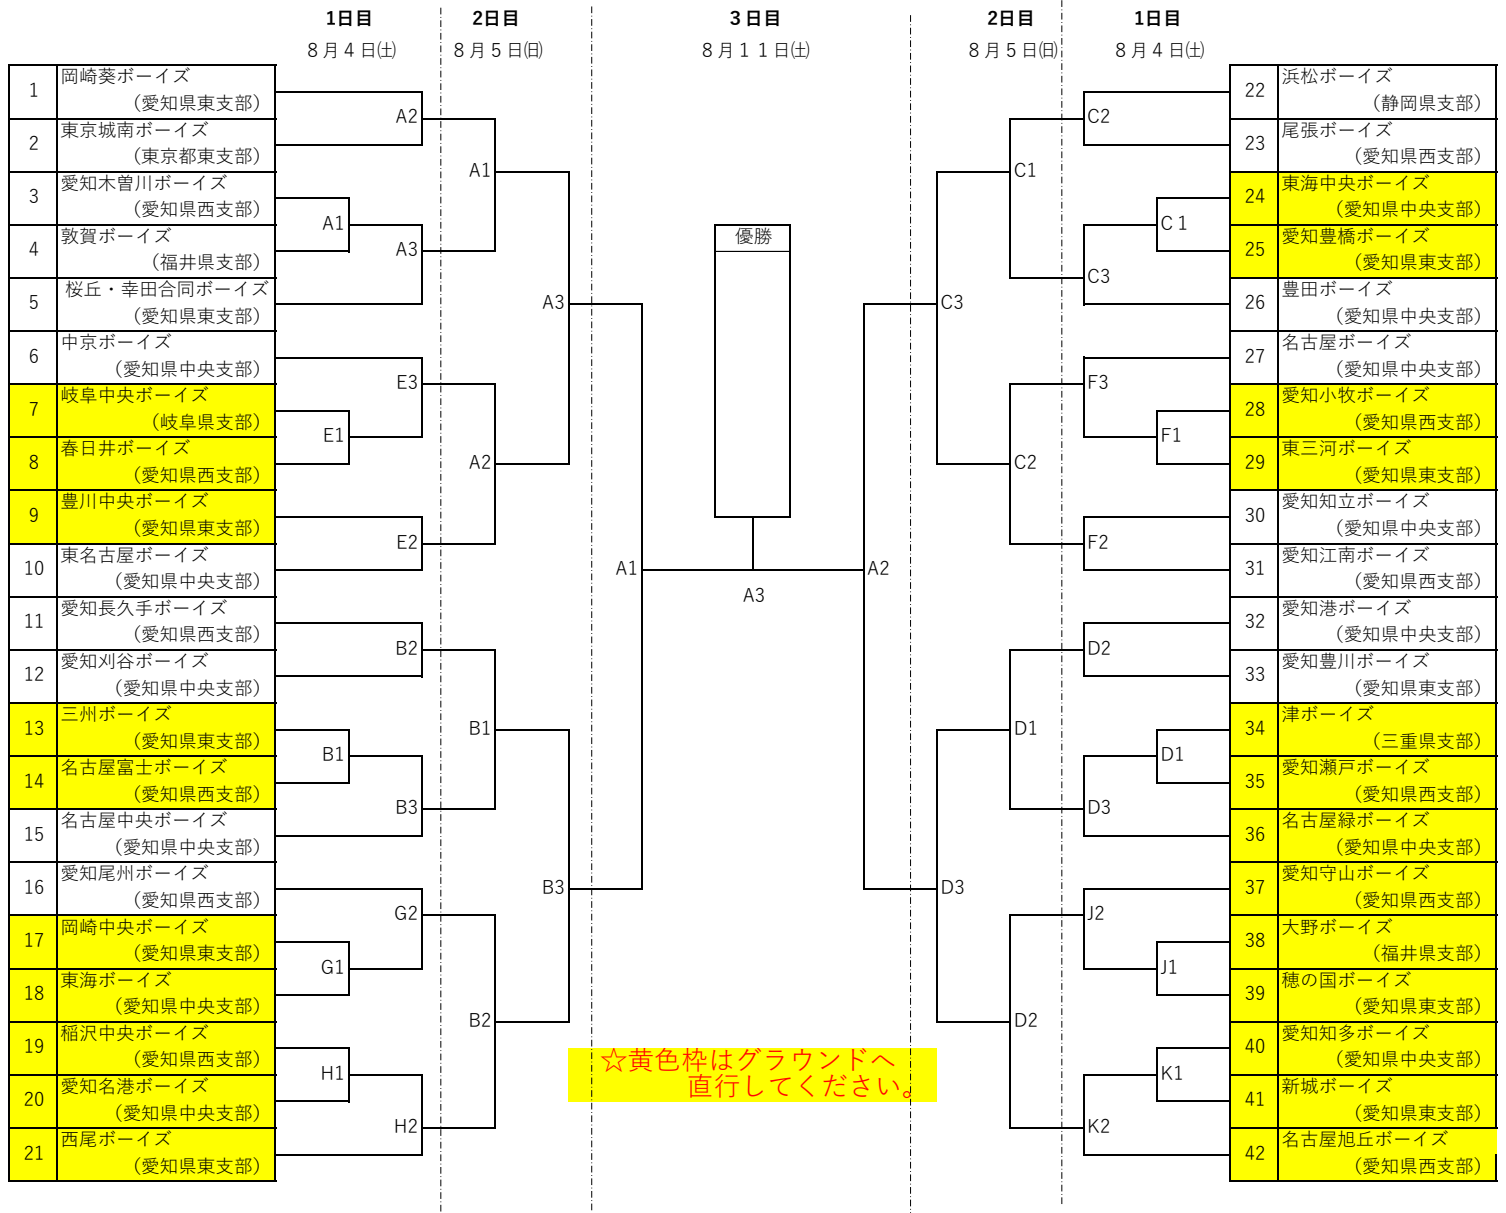 1日目 2日目 3日目 2日目 1日目
8月4日㈯ 8月5日㈰ 8月11日㈯ 8月5日㈰ 8月4日㈯
1 岡崎葵ボーイズ
（愛知県東支部）
2 東京城南ボーイズ
（東京都東支部）
3 愛知木曽川ボーイズ
（愛知県西支部）
4 敦賀ボーイズ
（福井県支部）
5 桜丘・幸田合同ボーイズ
（愛知県東支部）
6 中京ボーイズ
（愛知県中央支部）
7 岐阜中央ボーイズ
（岐阜県支部）
8 春日井ボーイズ
（愛知県西支部）
9 豊川中央ボーイズ
（愛知県東支部）
10 東名古屋ボーイズ
（愛知県中央支部）
11 愛知長久手ボーイズ
（愛知県西支部）
12 愛知刈谷ボーイズ
（愛知県中央支部）
13 三州ボーイズ
（愛知県東支部）
14 名古屋富士ボーイズ
（愛知県西支部）
15 名古屋中央ボーイズ
（愛知県中央支部）
16 愛知尾州ボーイズ
（愛知県西支部）
17 岡崎中央ボーイズ
（愛知県東支部）
18 東海ボーイズ
（愛知県中央支部）
19 稲沢中央ボーイズ
（愛知県西支部）
20 愛知名港ボーイズ
（愛知県中央支部）
21 西尾ボーイズ
（愛知県東支部）
A1
E1
B1
G1
H1
A2
A3
E3
E2
B2
B3
G2
H2
A1
A2
B1
B2
A3
B3
A1
優勝
A3
A2
☆黄色枠はグラウンドへ
直行してください。
C3
D3
C1
C2
D1
D2
C2
C3
F3
F2
D2
D3
J2
K2
C1
F1
D1
J1
K1
22 浜松ボーイズ
（静岡県支部）
23 尾張ボーイズ
（愛知県西支部）
24 東海中央ボーイズ
（愛知県中央支部）
25 愛知豊橋ボーイズ
（愛知県東支部）
26 豊田ボーイズ
（愛知県中央支部）
27 名古屋ボーイズ
（愛知県中央支部）
28 愛知小牧ボーイズ
（愛知県西支部）
29 東三河ボーイズ
（愛知県東支部）
30 愛知知立ボーイズ
（愛知県中央支部）
31 愛知江南ボーイズ
（愛知県西支部）
32 愛知港ボーイズ
（愛知県中央支部）
33 愛知豊川ボーイズ
（愛知県東支部）
34 津ボーイズ
（三重県支部）
35 愛知瀬戸ボーイズ
（愛知県西支部）
36 名古屋緑ボーイズ
（愛知県中央支部）
37 愛知守山ボーイズ
（愛知県西支部）
38 大野ボーイズ
（福井県支部）
39 穂の国ボーイズ
（愛知県東支部）
40 愛知知多ボーイズ
（愛知県中央支部）
41 新城ボーイズ
（愛知県東支部）
42 名古屋旭丘ボーイズ
（愛知県西支部）